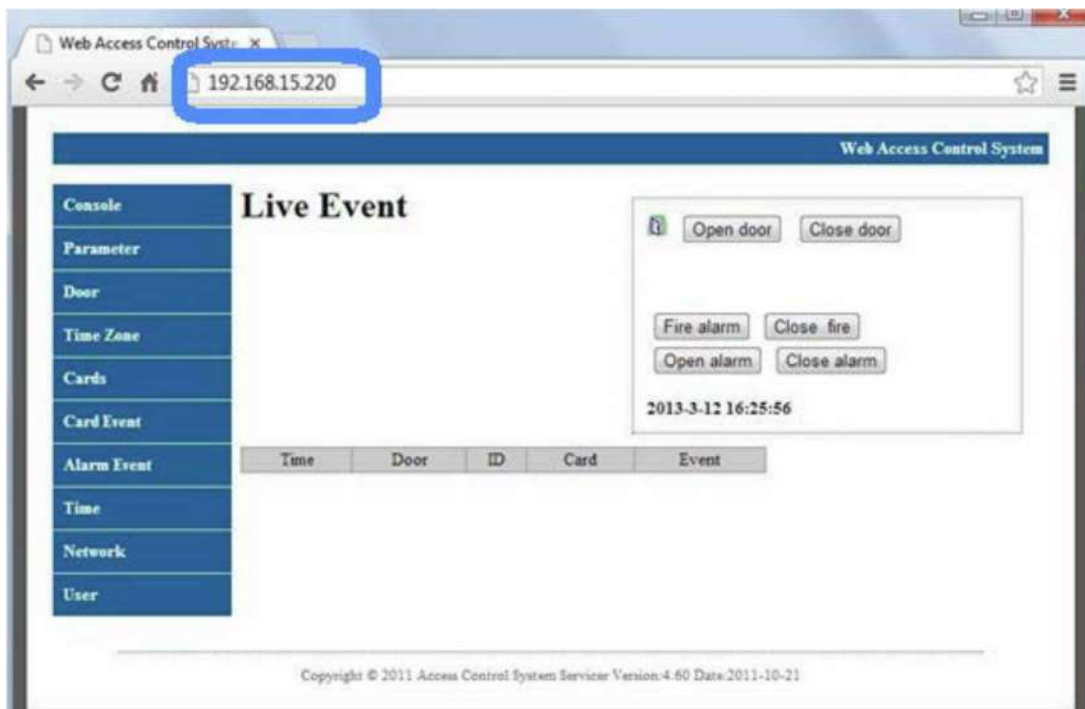 Web Access Control Syste
192.168.15.220
Web Access Control System
Console
Parameter
Door
Time Zone
Cards
Card Event
Alarm Event
Time
Network
User
Live Event
Open door Close door
Fire alarm Close fire
Open alarm Close alarm
2013-3-12 16:25:56
Time Door ID Card Event
Copyright © 2011 Access Control System Servicer Version:4.60 Date:2011-10-21